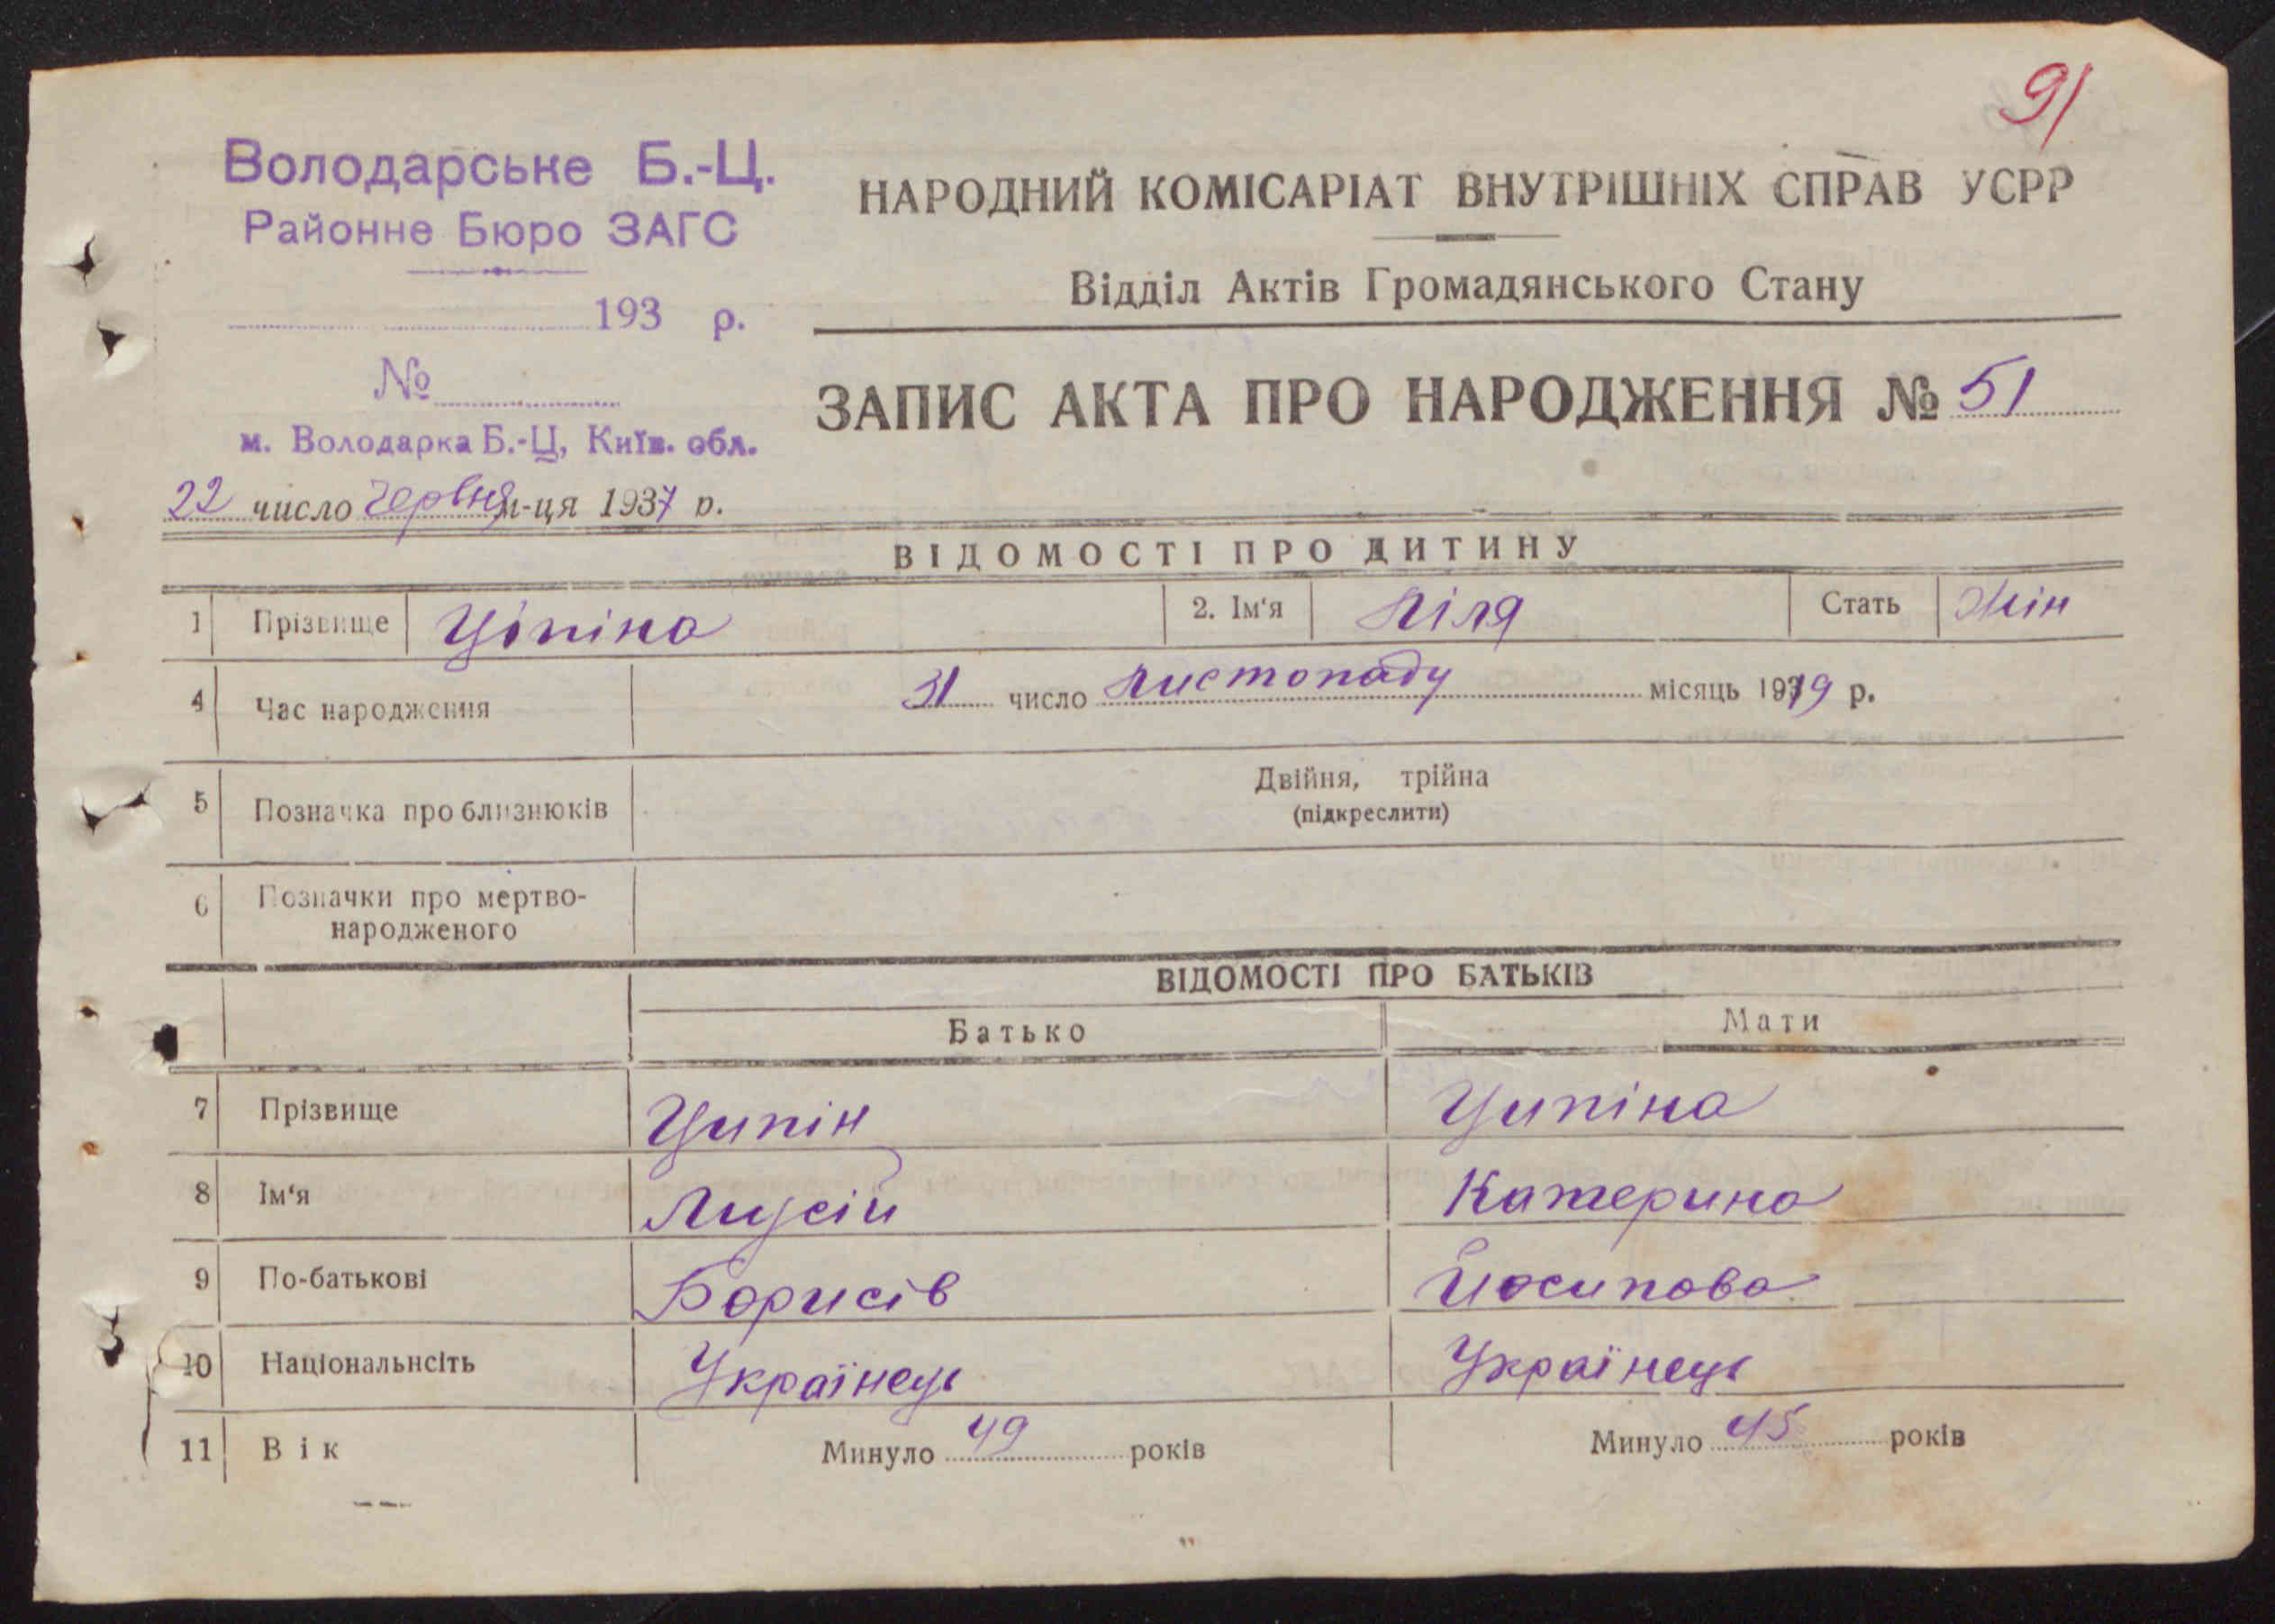 91
Володарське Б.-Ц.
Районне Бюро ЗАГС
193 р.
№
м. Володарка Б.-Ц, Київ. обл.
22 число Червня м-ця 1937 р.
НАРОДНИЙ КОМІСАРІАТ ВНУТРІШНІХ СПРАВ УСРР
Відділ Актів Громадянського Стану
ЗАПИС АКТА ПРО НАРОДЖЕННЯ № 51
ВІДОМОСТІ ПРО ДИТИНУ
1 Прізвище Ціпіна 2. Ім'я Ліля Стать Жін
4 Час народження 31 число Листопаду місяць 1919 р.
5 Позначка про близнюків Двійня, трійна
(підкреслити)
6 Позначки про мертво-
народженого
ВІДОМОСТІ ПРО БАТЬКІВ
Батько Мати
7 Прізвище Ципін Ципіна
8 Ім'я Катерина
9 По-батькові Борисів Йосипова
10 Національнсіть Українець Українець
11 Вік Минуло 49 років Минуло 45 років